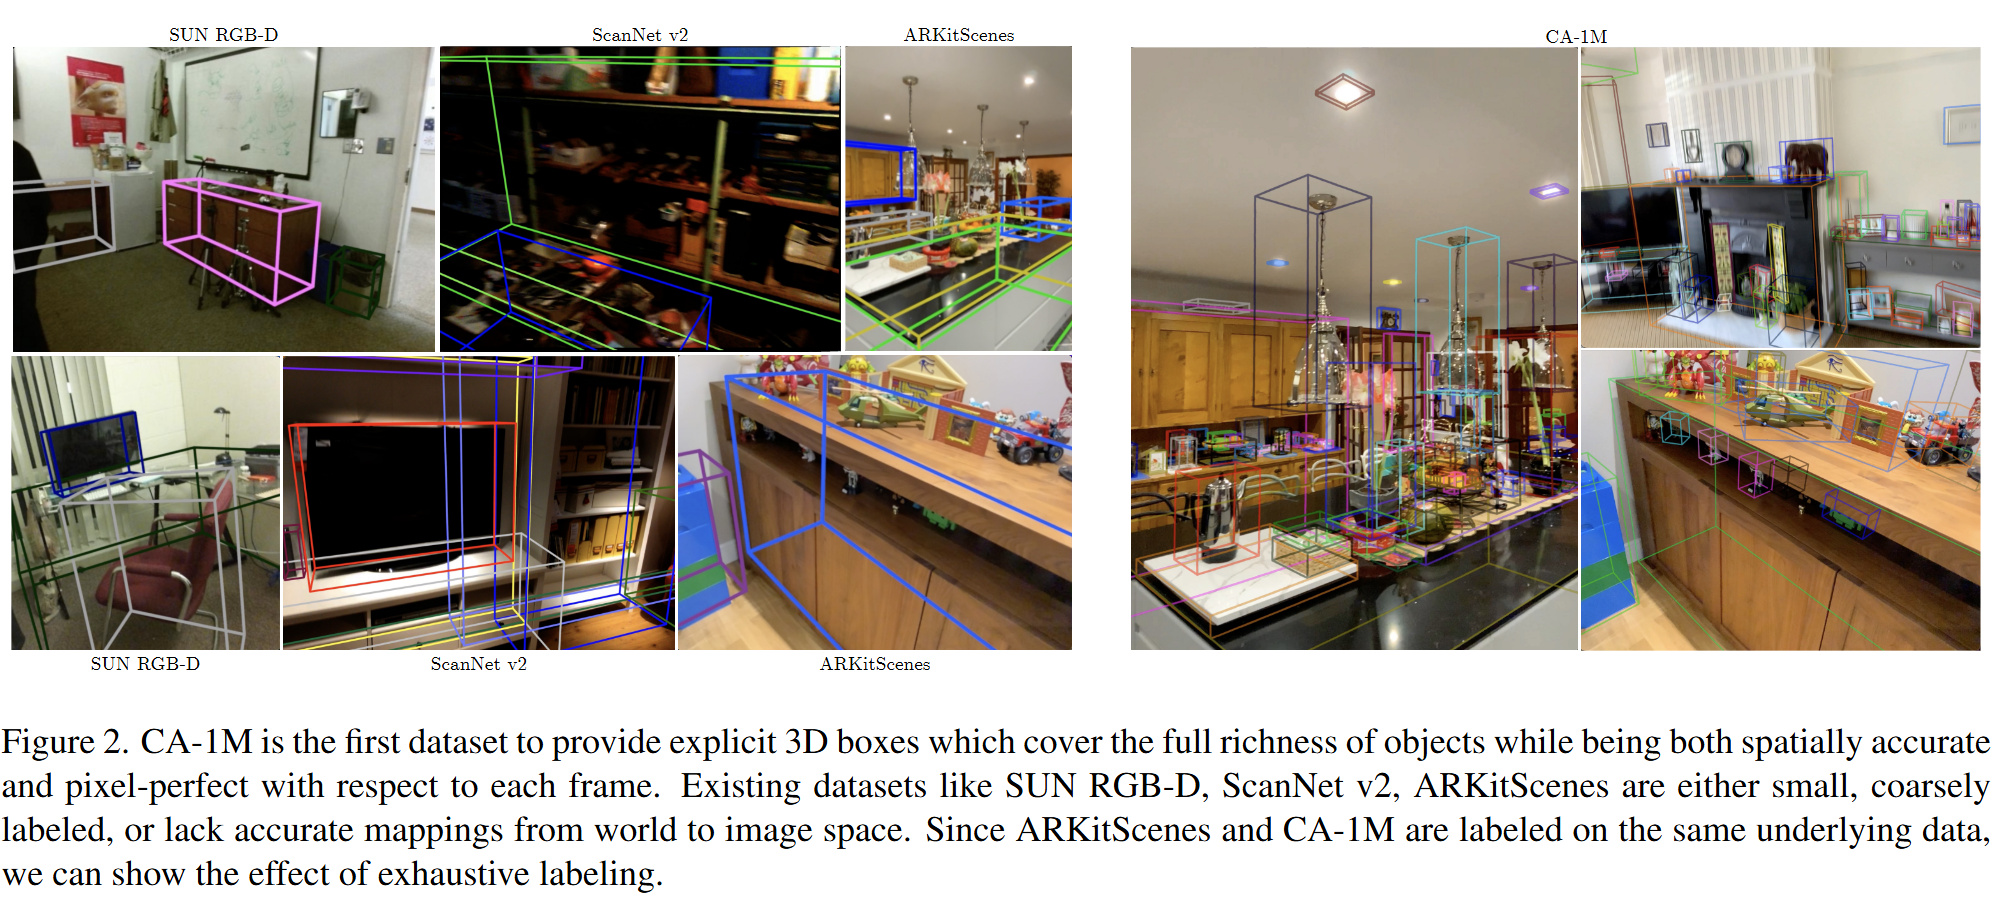 SUN RGB-D
ScanNet v2
ARKitScenes
CA-1M
SUN RGB-D
ScanNet v2
ARKitScenes
Figure 2. CA-1M is the first dataset to provide explicit 3D boxes which cover the full richness of objects while being both spatially accurate
and pixel-perfect with respect to each frame. Existing datasets like SUN RGB-D, ScanNet v2, ARKitScenes are either small, coarsely
labeled, or lack accurate mappings from world to image space. Since ARKitScenes and CA-1M are labeled on the same underlying data,
we can show the effect of exhaustive labeling.